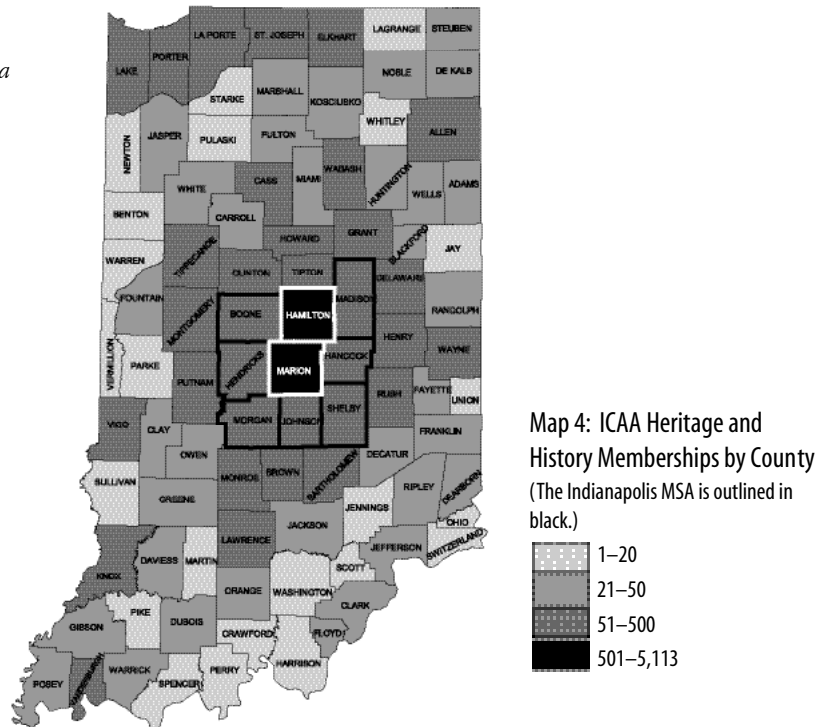 LA PORTE
ST. JOSEPH
ELKHART
LAGRANGE
STEUBEN
PORTER
LAKE
NOBLE
DE KALB
a
STARKE
MARSHALL
KOSCIUSKO
WHITLEY
ALLEN
NEWTON
JASPER
PULASKI
FULTON
WABASH
HUNTINGTON
WHITE
CASS
MIAMI
WELLS
ADAMS
BENTON
CARROLL
GRANT
BLACKFORD
JAY
WARREN
TIPPECANOE
HOWARD
CLINTON
TIPTON
DELAWARE
FOUNTAIN
MONTGOMERY
BOONE
HAMILTON
MADISON
RANDOLPH
VERMILLION
PARKE
HENDRICKS
MARION
HANCOCK
HENRY
WAYNE
PUTNAM
RUSH
FAYETTE
UNION
VIGO
CLAY
MORGAN
JOHNSON
SHELBY
FRANKLIN
OWEN
DECATUR
SULLIVAN
MONROE
BROWN
BARTHOLOMEW
RIPLEY
DEARBORN
GREENE
JENNINGS
OHIO
JACKSON
SWITZERLAND
KNOX
DAVIESS
MARTIN
LAWRENCE
JEFFERSON
SCOTT
ORANGE
WASHINGTON
CLARK
GIBSON
PIKE
DUBOIS
CRAWFORD
FLOYD
HARRISON
POSEY
VANDERBURGH
WARRICK
SPENCER
PERRY
Map 4: ICAA Heritage and
History Memberships by County
(The Indianapolis MSA is outlined in
black.)
1–20
21–50
51–500
501–5,113